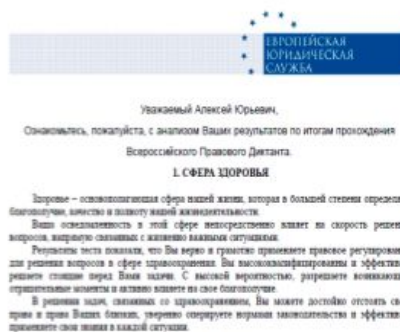 ЕВРОПЕЙСКАЯ
ЮРИДИЧЕСКАЯ
СЛУЖБА
Уважаемый Алексей Юрьевич,
Ознакомьтесь, пожалуйста, с анализом Ваших результатов по итогам прохождения
Всероссийского Правового Диктанта.
1. СФЕРА ЗДОРОВЬЯ
Здоровье – основополагающая сфера нашей жизни, которая в большей степени определя
благополучие, качество и полноту нашей жизнедеятельности.
Ваша осведомленность в этой сфере непосредственно влияет на скорость решен
вопросов, напрямую связанных с жизненно важными ситуациями.
Результаты теста показали, что Вы верно и грамотно применяете правовое регулирован
для решения вопросов в сфере здравоохранения. Вы высококвалифицированны и эффектив
решаете стоящие перед Вами задачи. С высокой вероятностью, разрешаете возникающ
отрицательные моменты и активно влияете на свое благополучие.
В решении задач, связанных со здравоохранением, Вы можете достойно отстоять св
права и права Ваших близких, уверенно оперируете нормами законодательства и эффектив
применяете свои знания в каждой ситуации.